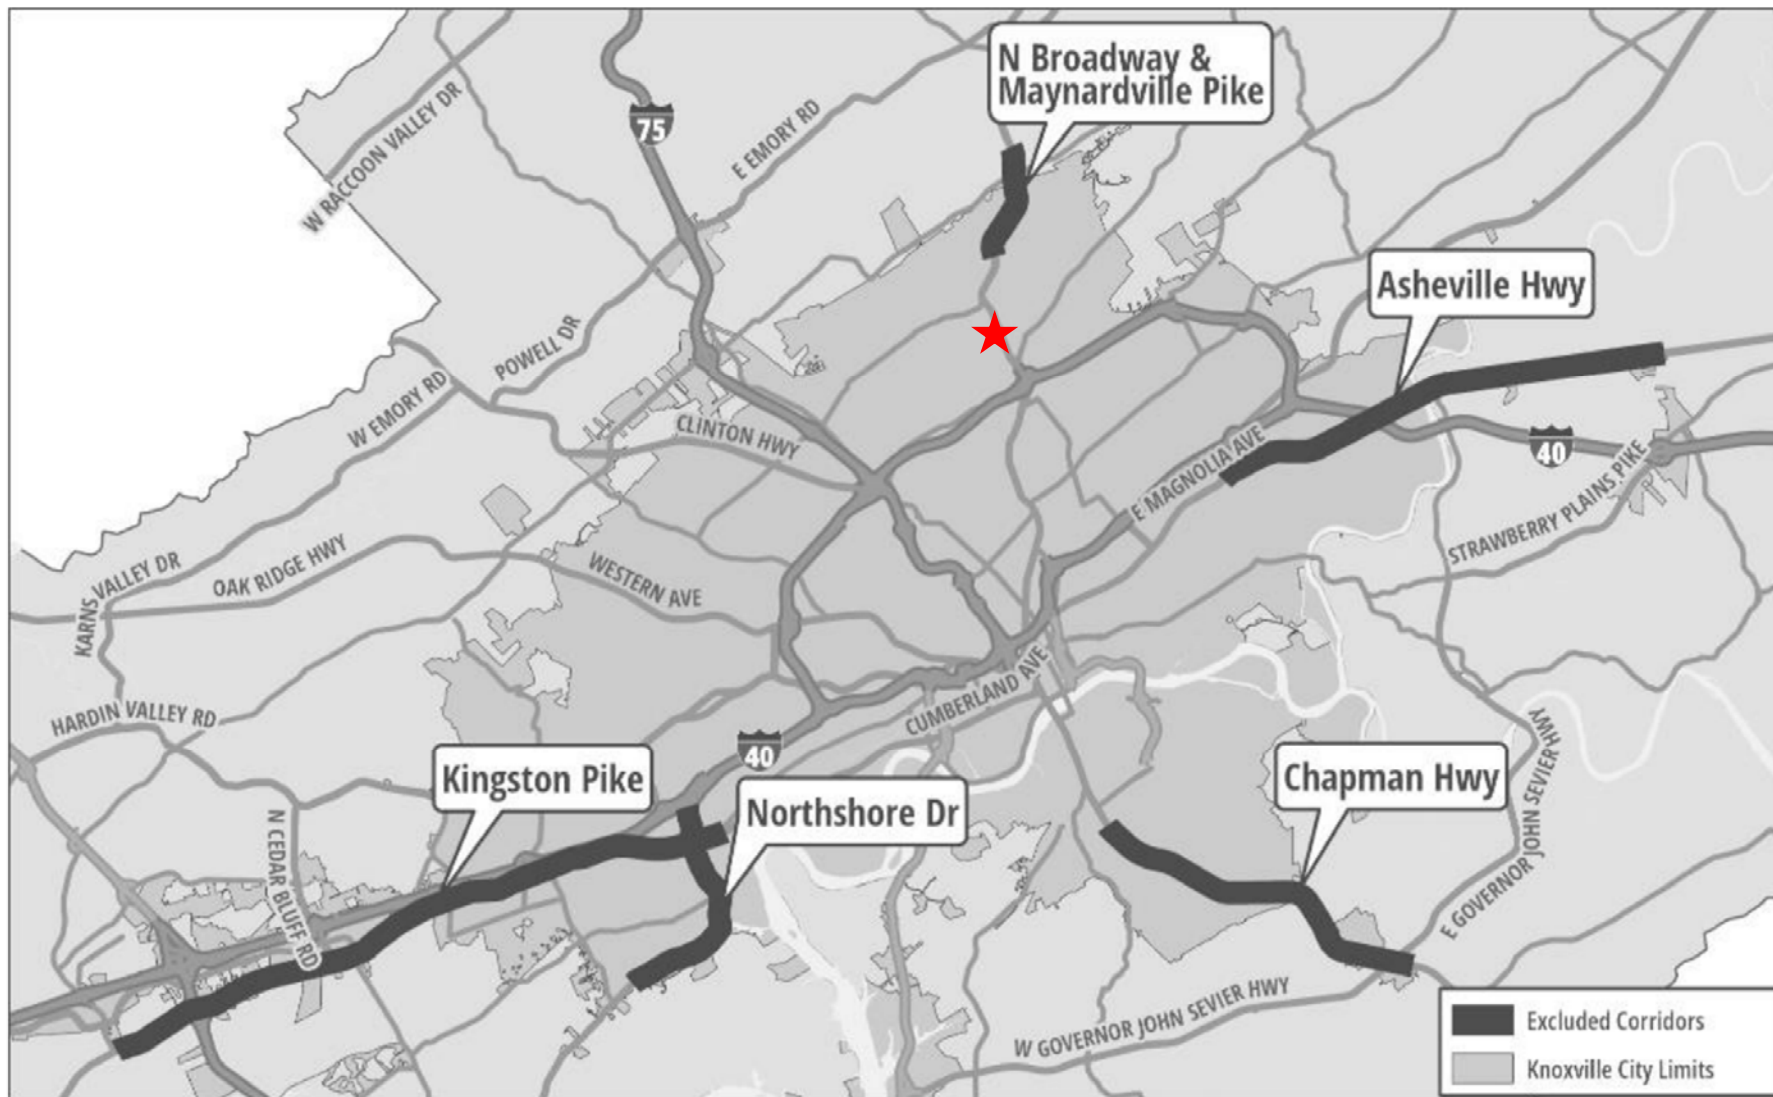 N Broadway &
Maynardville Pike
75
E EMORY RD
W RACCOON VALLEY DR
Asheville Hwy
POWELL DR
W EMORY RD
CLINTON HWY
E MAGNOLIA AVE
40
STRAWBERRY PLAINS PIKE
KARNS VALLEY DR
OAK RIDGE HWY
WESTERN AVE
HARDIN VALLEY RD
CUMBERLAND AVE
40
Kingston Pike
Northshore Dr
Chapman Hwy
N CEDAR BLUFF RD
E GOVERNOR JOHN SEVIER HWY
W GOVERNOR JOHN SEVIER HWY
Excluded Corridors
Knoxville City Limits